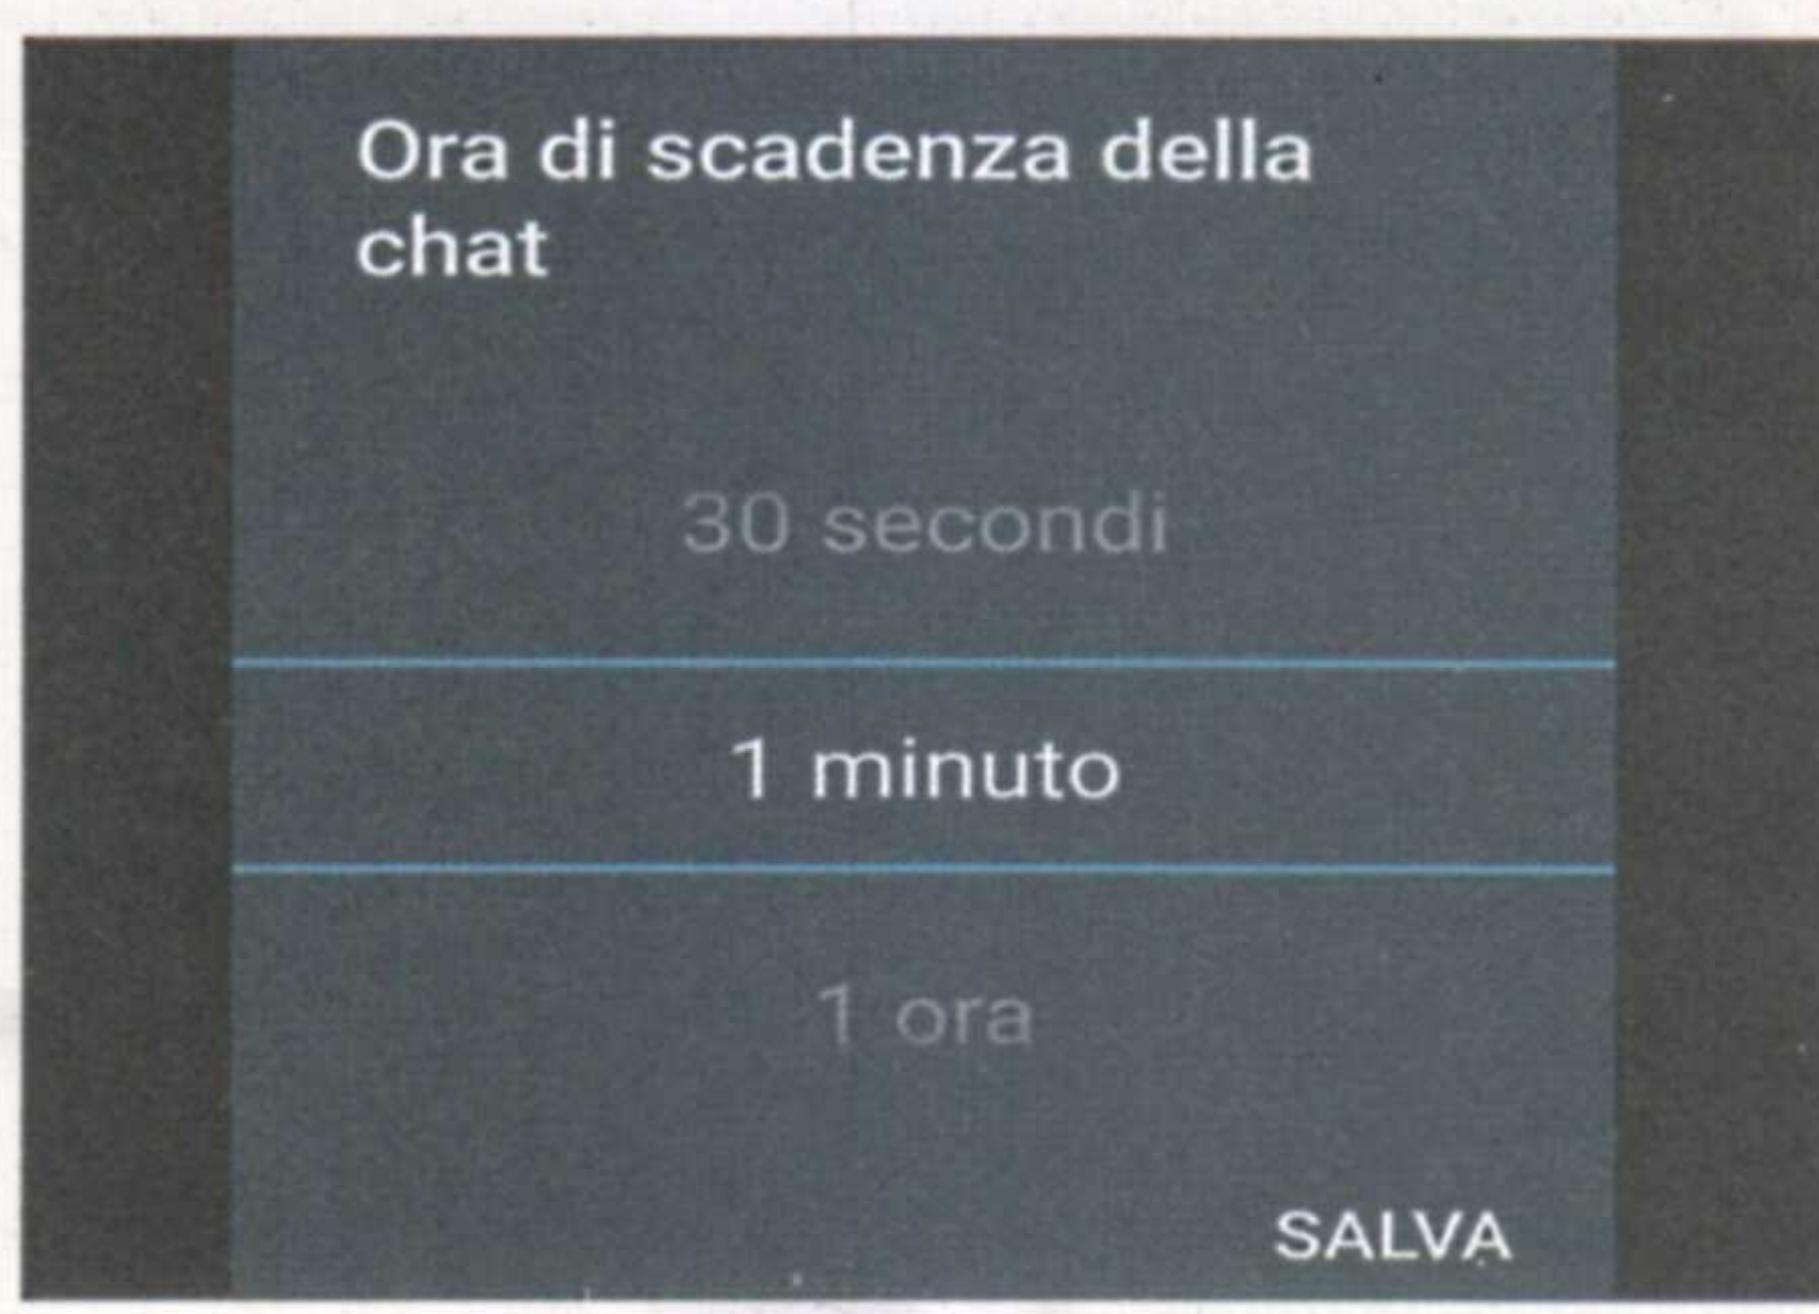 Ora di scadenza della
chat
30 secondi
1 minuto
1 ora
SALVA